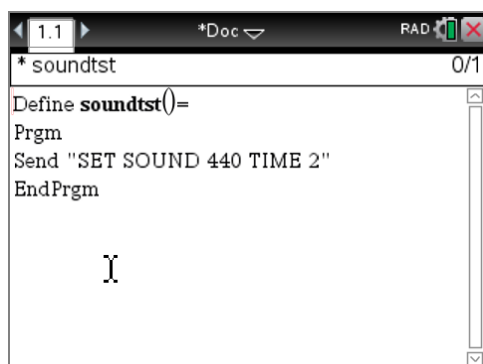 1.1 *Doc RAD
* soundtst 0/1
Define soundtst()=
Prgm
Send "SET SOUND 440 TIME 2"
EndPrgm